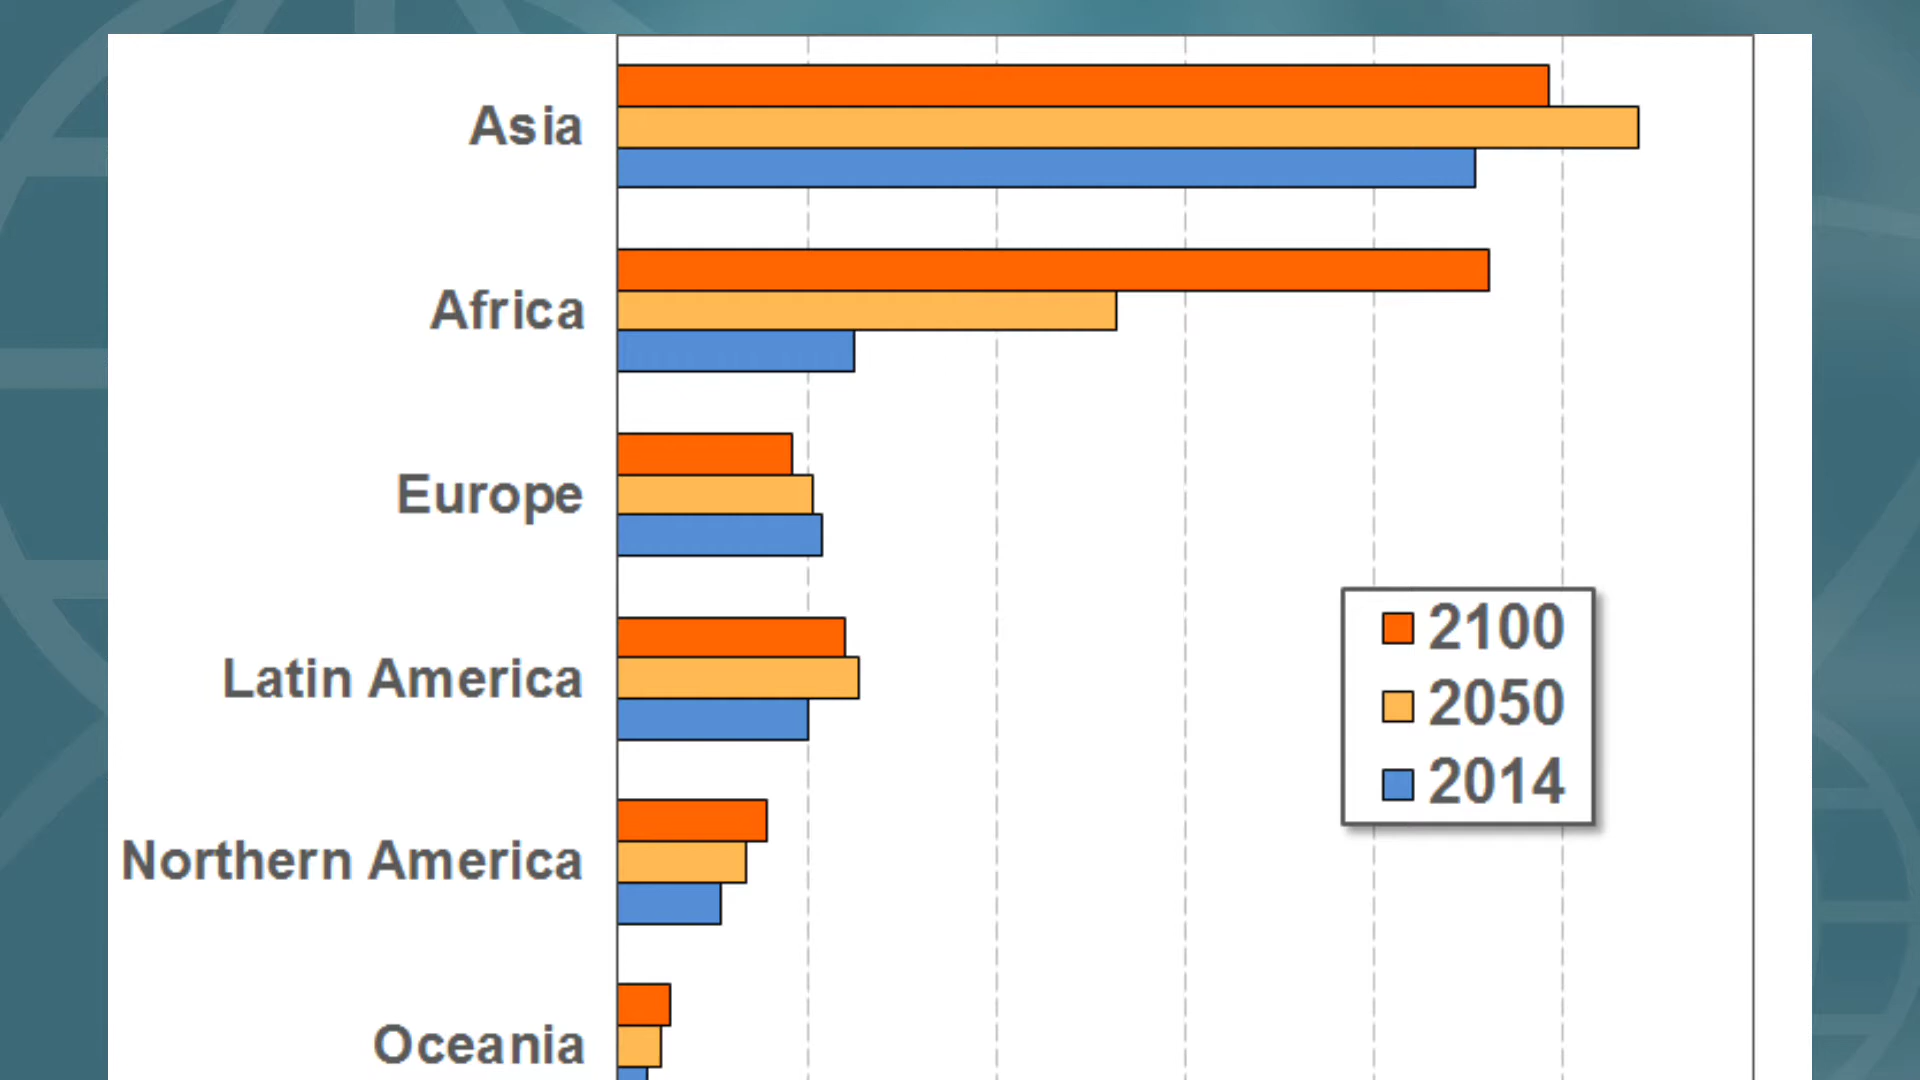 Asia
Africa
Europe
Latin America
Northern America
Oceania
2100
2050
2014